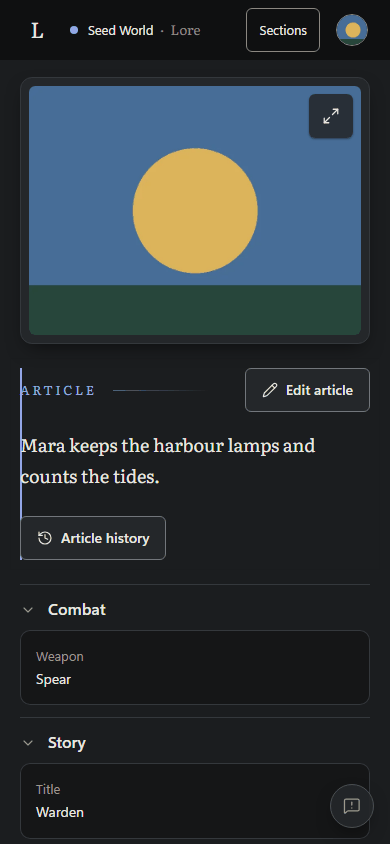 L
Seed World · Lore
Sections
ARTICLE
Edit article
Mara keeps the harbour lamps and
counts the tides.
Article history
Combat
Weapon
Spear
Story
Title
Warden